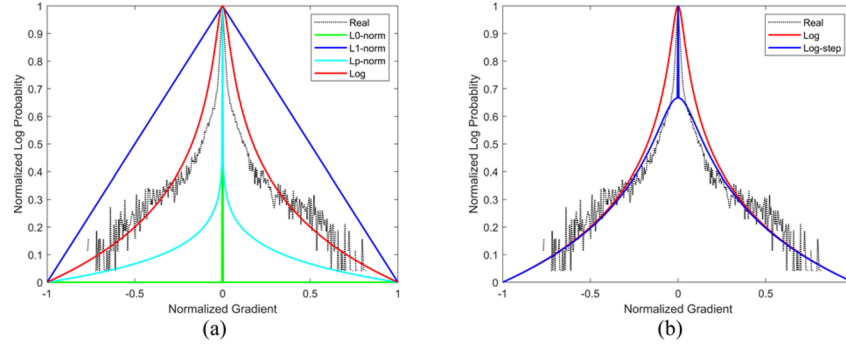 1
0.9
0.8
0.7
0.6
0.5
0.4
0.3
0.2
0.1
0
Normalized Log Probablity
-1
-0.5
0
0.5
1
Normalized Gradient
Real
L0-norm
L1-norm
Lp-norm
Log
(a)
1
0.9
0.8
0.7
0.6
0.5
0.4
0.3
0.2
0.1
0
Normalized Log Probablity
-1
-0.5
0
0.5
Normalized Gradient
Real
Log
Log-step
(b)